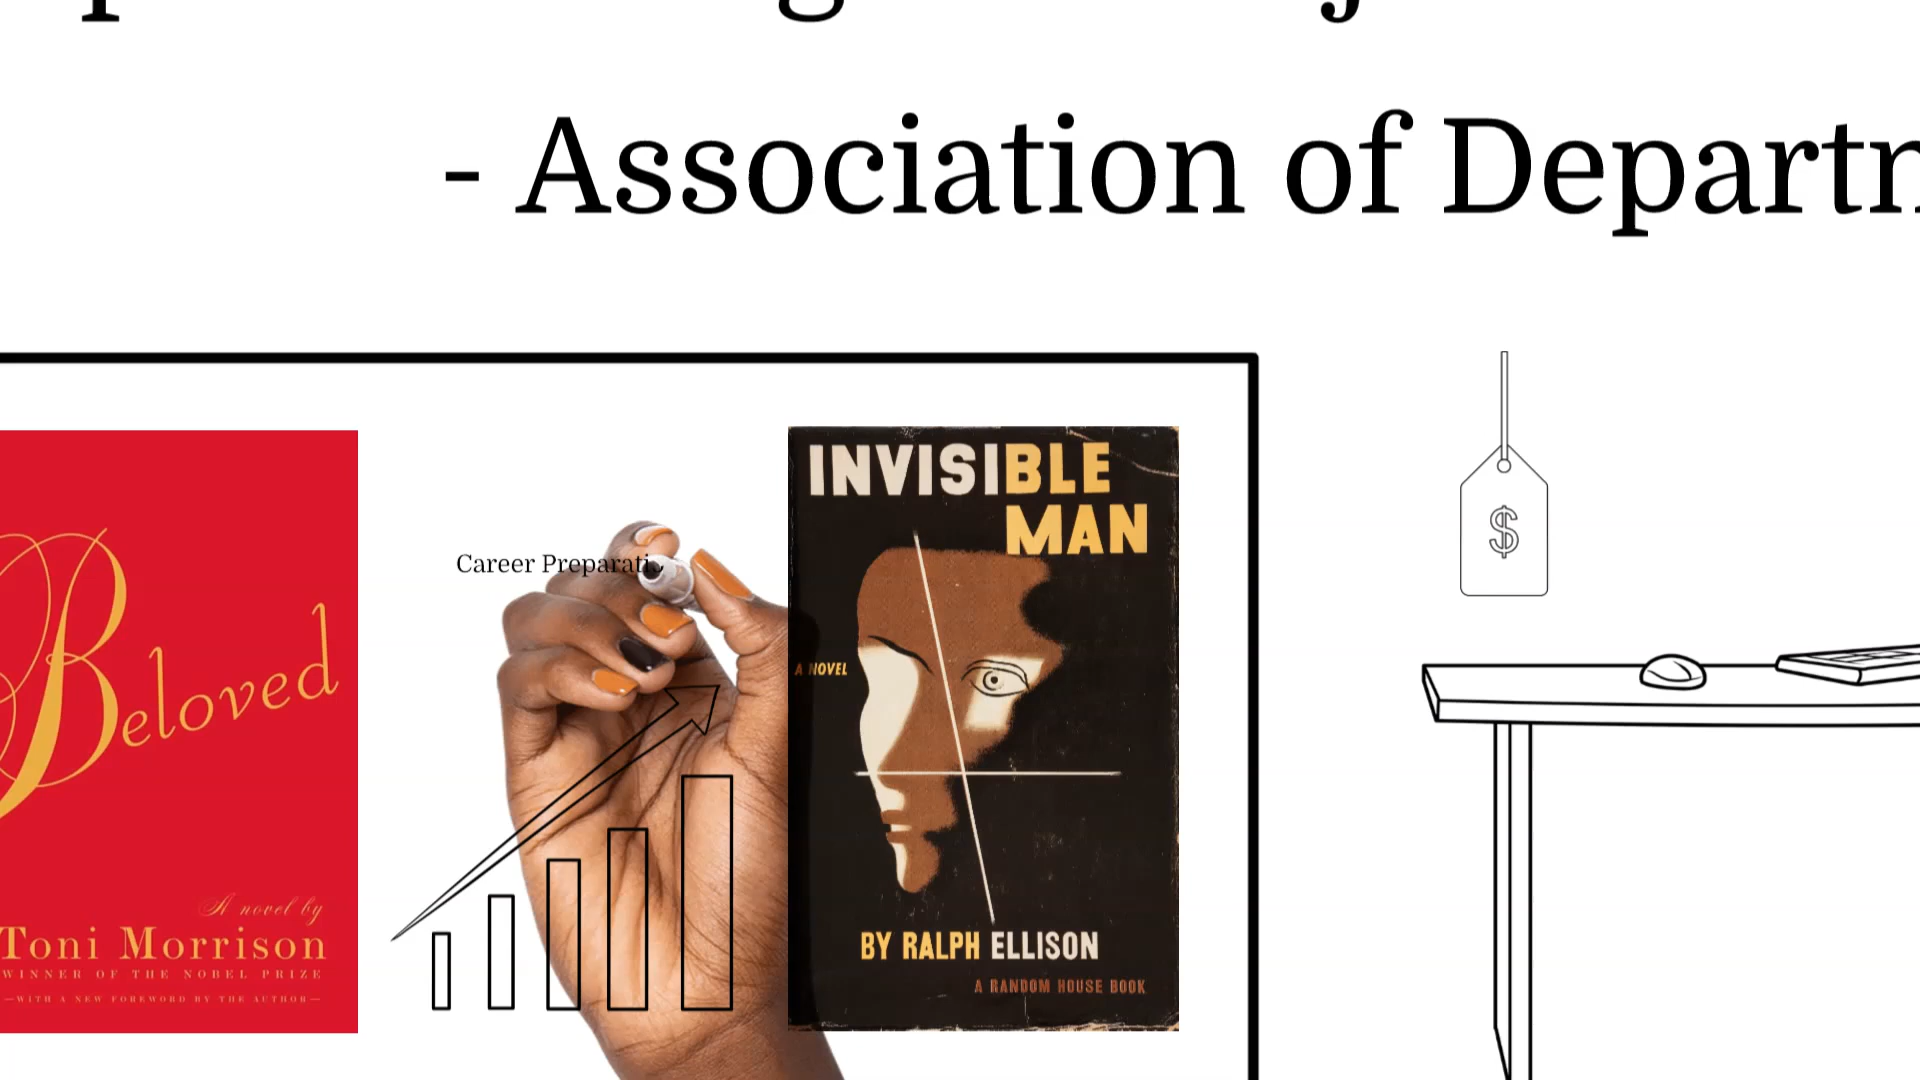 - Association of Departm
Beloved
A novel by
Toni Morrison
WINNER OF THE NOBEL PRIZE
—WITH A NEW FOREWORD BY THE AUTHOR—
Career Preparati
INVISIBLE
MAN
A NOVEL
BY RALPH ELLISON
A RANDOM HOUSE BOOK
$